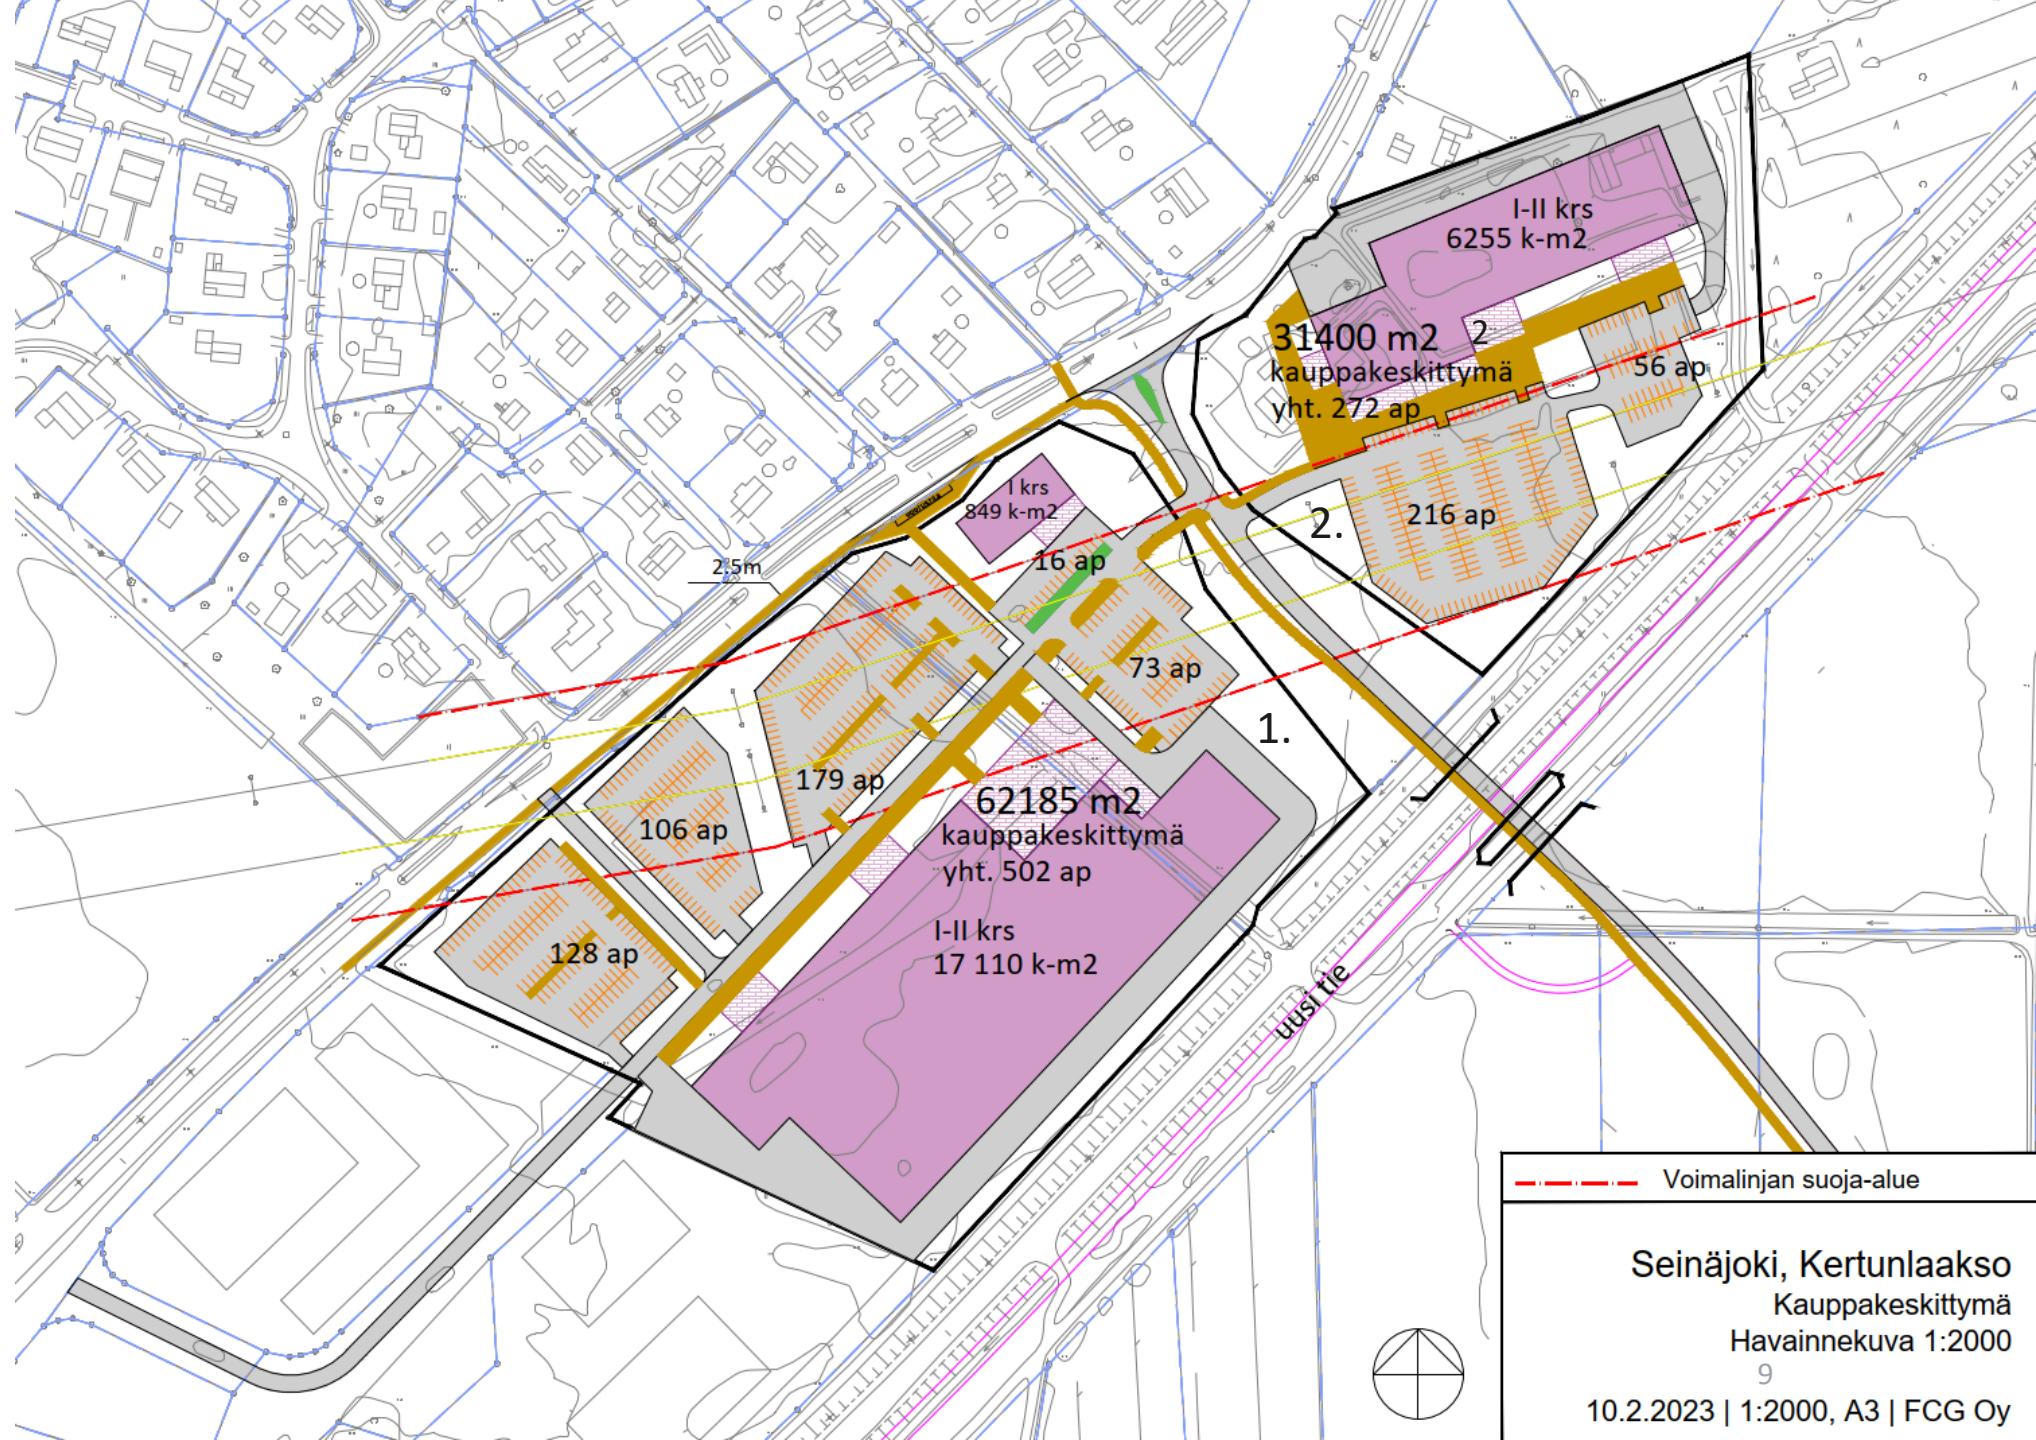 I-II krs
6255 k-m2
31400 m2
2
kauppakeskittymä
yht. 272 ap
56 ap
216 ap
2.
I krs
849 k-m2
16 ap
2.5m
73 ap
1.
179 ap
106 ap
62185 m2
kauppakeskittymä
yht. 502 ap
128 ap
I-II krs
17 110 k-m2
uusi tie
Voimalinjan suoja-alue
Seinäjoki, Kertunlaakso
Kauppakeskittymä
Havainnekuva 1:2000
9
10.2.2023 | 1:2000, A3 | FCG Oy